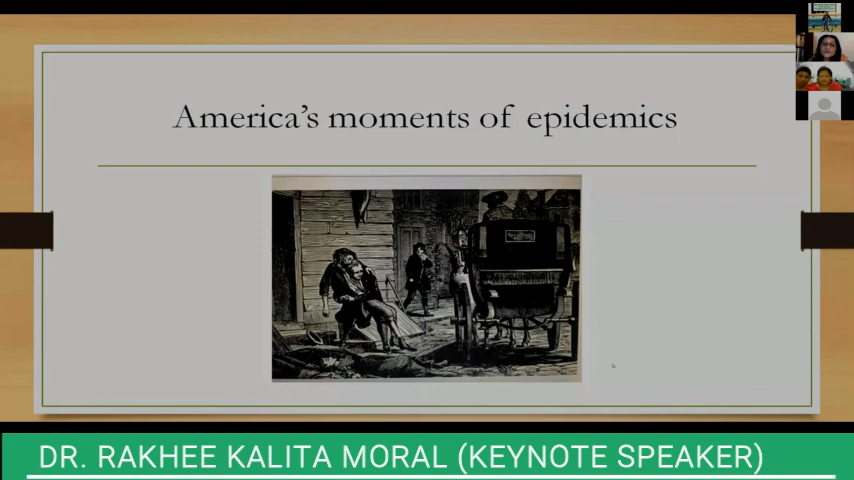 America's moments of epidemics
DR. RAKHEE KALITA MORAL (KEYNOTE SPEAKER)